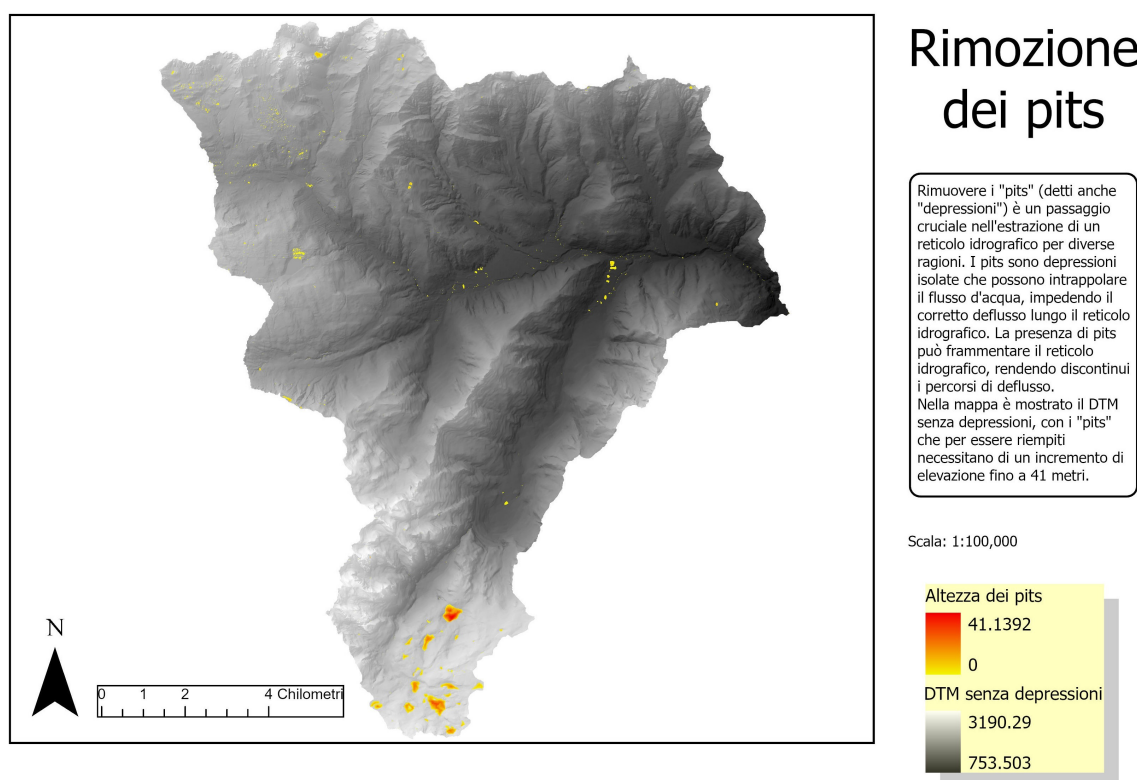 Rimozione
dei pits
Rimuovere i "pits" (detti anche
"depressioni") è un passaggio
cruciale nell'estrazione di un
reticolo idrografico per diverse
ragioni. I pits sono depressioni
isolate che possono intrappolare
il flusso d'acqua, impedendo il
corretto deflusso lungo il reticolo
idrografico. La presenza di pits
può frammentare il reticolo
idrografico, rendendo discontinui
i percorsi di deflusso.
Nella mappa è mostrato il DTM
senza depressioni, con i "pits"
che per essere riempiti
necessitano di un incremento di
elevazione fino a 41 metri.
Scala: 1:100,000
Altezza dei pits
41.1392
0
DTM senza depressioni
3190.29
753.503
N
0 1 2 4 Chilometri